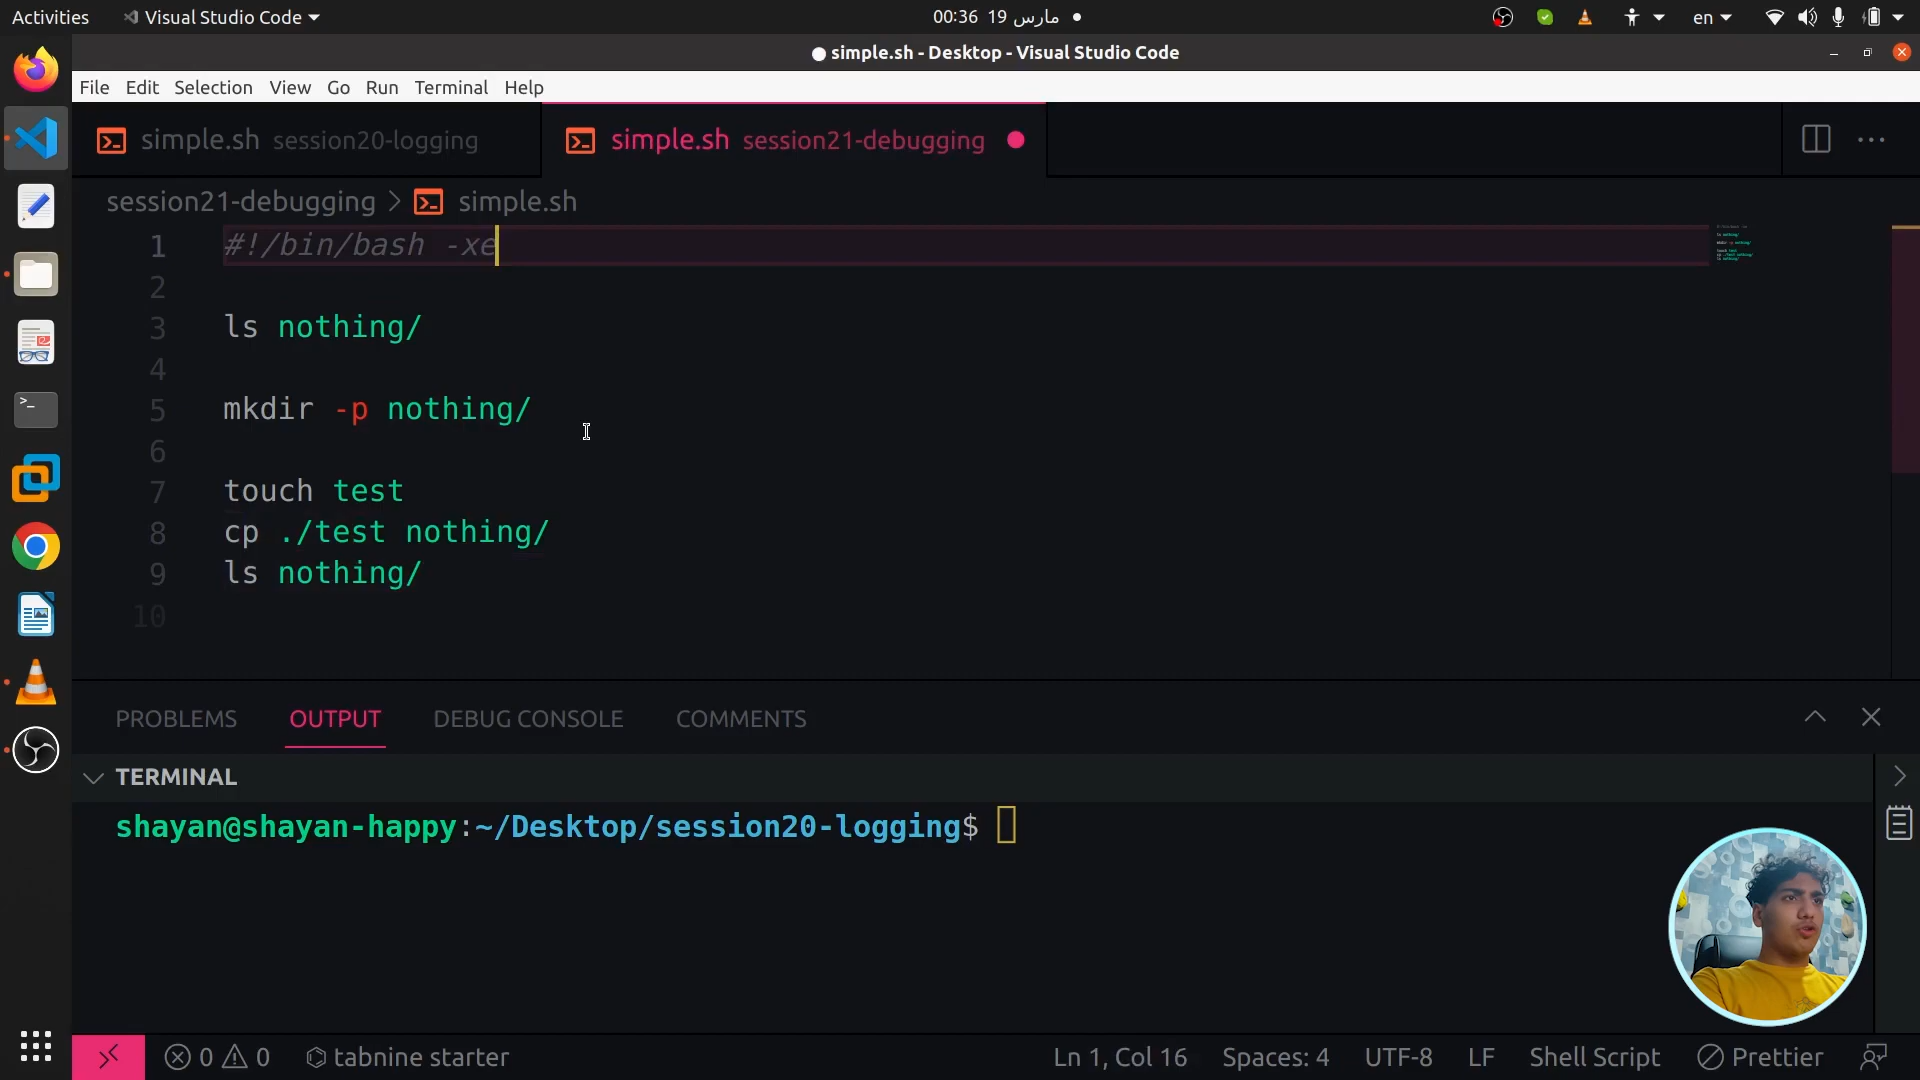 Activities Visual Studio Code 00:36 19 مارس en
simple.sh - Desktop - Visual Studio Code
File Edit Selection View Go Run Terminal Help
simple.sh session20-logging simple.sh session21-debugging
session21-debugging > simple.sh
1 #!/bin/bash -xe
2
3 ls nothing/
4
5 mkdir -p nothing/
6
7 touch test
8 cp ./test nothing/
9 ls nothing/
10
PROBLEMS OUTPUT DEBUG CONSOLE COMMENTS
TERMINAL
shayan@shayan-happy:~/Desktop/session20-logging$
0 0 tabnine starter Ln 1, Col 16 Spaces: 4 UTF-8 LF Shell Script Prettier